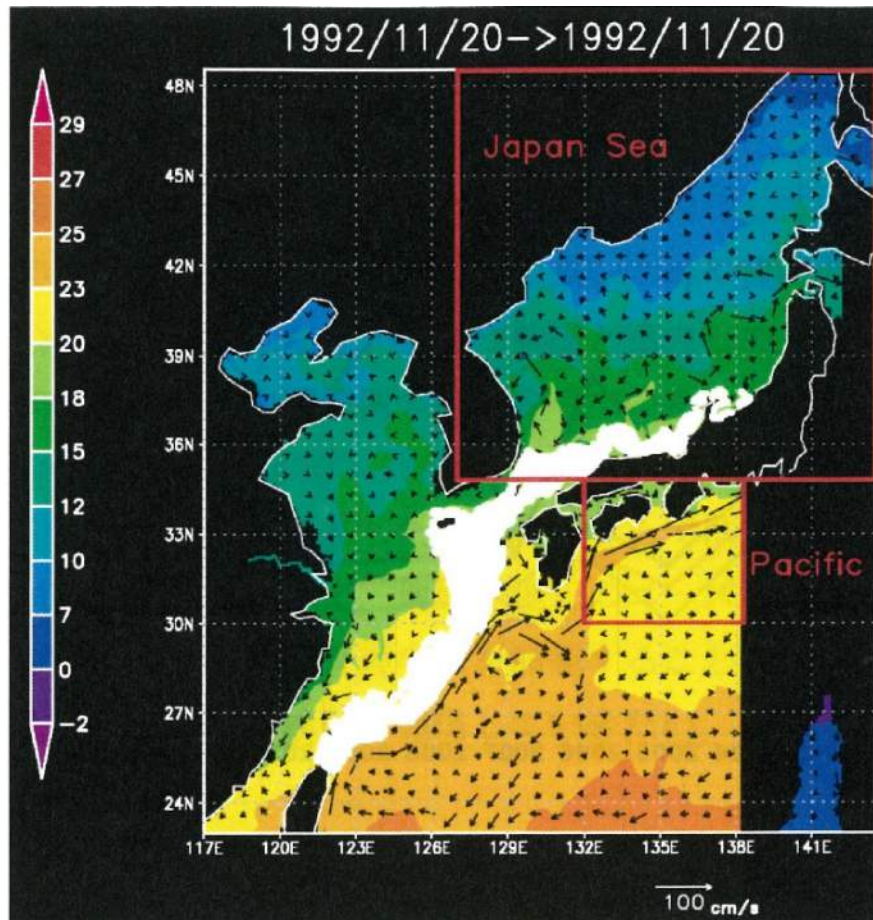 1992/11/20->1992/11/20
29
27
25
23
20
18
15
12
10
7
0
-2
48N
45N
42N
39N
36N
33N
30N
27N
24N
Japan Sea
Pacific
117E 120E 123E 126E 129E 132E 135E 138E 141E
100 cm/s